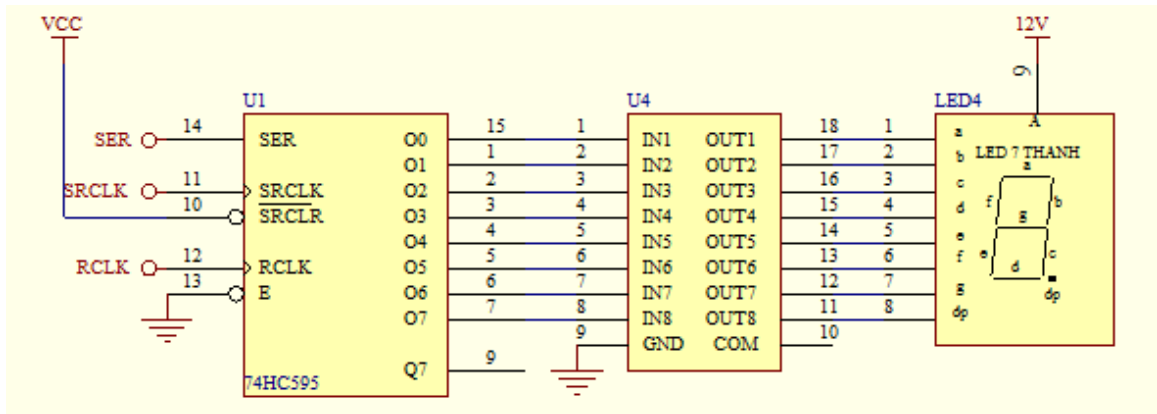 VCC
12V
9
U1
U4
LED4
SER 14 SER O0 15 1 IN1 OUT1 18 1 a A
O1 1 2 IN2 OUT2 17 2 b LED 7 THANH
SRCLK 11 SRCLK O2 2 3 IN3 OUT3 16 3 c a
10 SRCLR O3 3 4 IN4 OUT4 15 4 d f b
O4 4 5 IN5 OUT5 14 5 e g
RCLK 12 RCLK O5 5 6 IN6 OUT6 13 6 f e c
13 E O6 6 7 IN7 OUT7 12 7 g d
O7 7 8 IN8 OUT8 11 8 dp dp
9 GND COM 10
Q7 9
74HC595